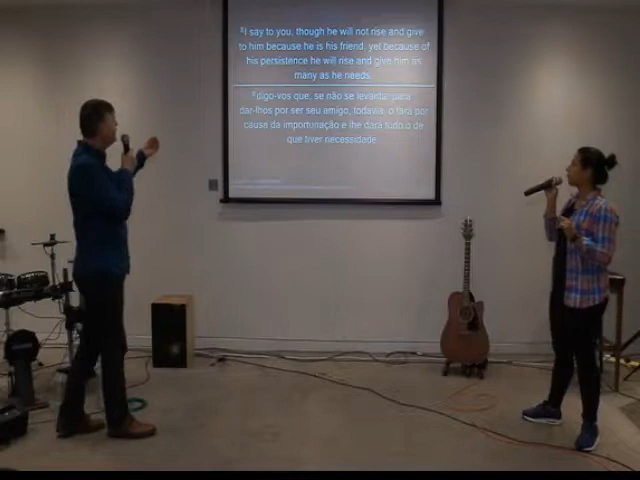 ⁸I say to you, though he will not rise and give
to him because he is his friend, yet because of
his persistence he will rise and give him as
many as he needs.
⁸digo-vos que, se não se levantar para
dar-lhos por ser seu amigo, todavia, o fará por
causa da importunação e lhe dará tudo o de
que tiver necessidade.